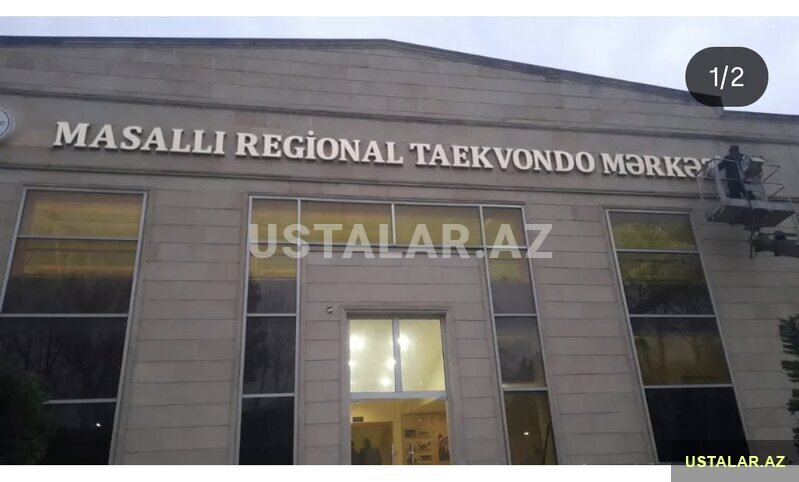 1/2
MASALLI REGİONAL TAEKVONDO
USTALAR.AZ
USTALAR.AZ